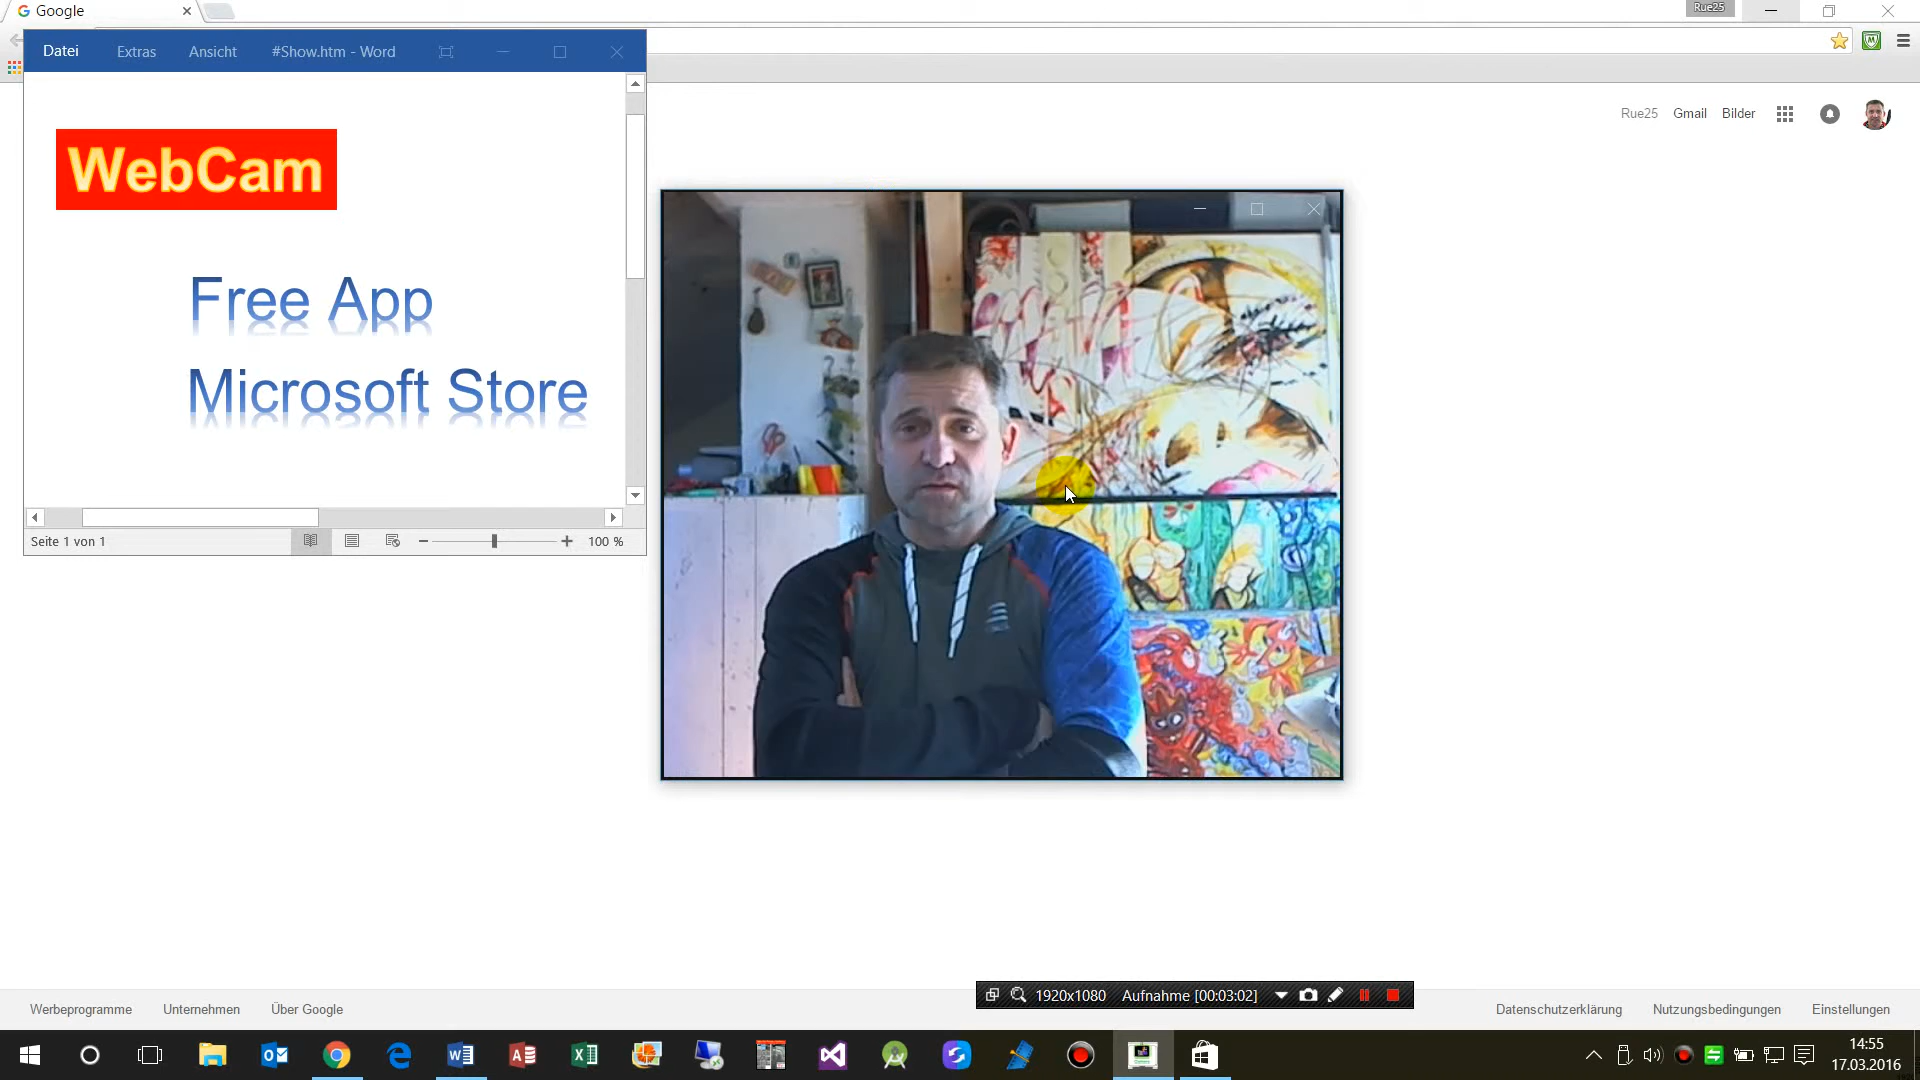 Google
Rue25
Datei Extras Ansicht #Show.htm - Word
Rue25 Gmail Bilder
WebCam
Free App
Microsoft Store
Seite 1 von 1
100 %
1920x1080 Aufnahme [00:03:02]
Werbeprogramme Unternehmen Über Google
Datenschutzerklärung Nutzungsbedingungen Einstellungen
14:55
17.03.2016